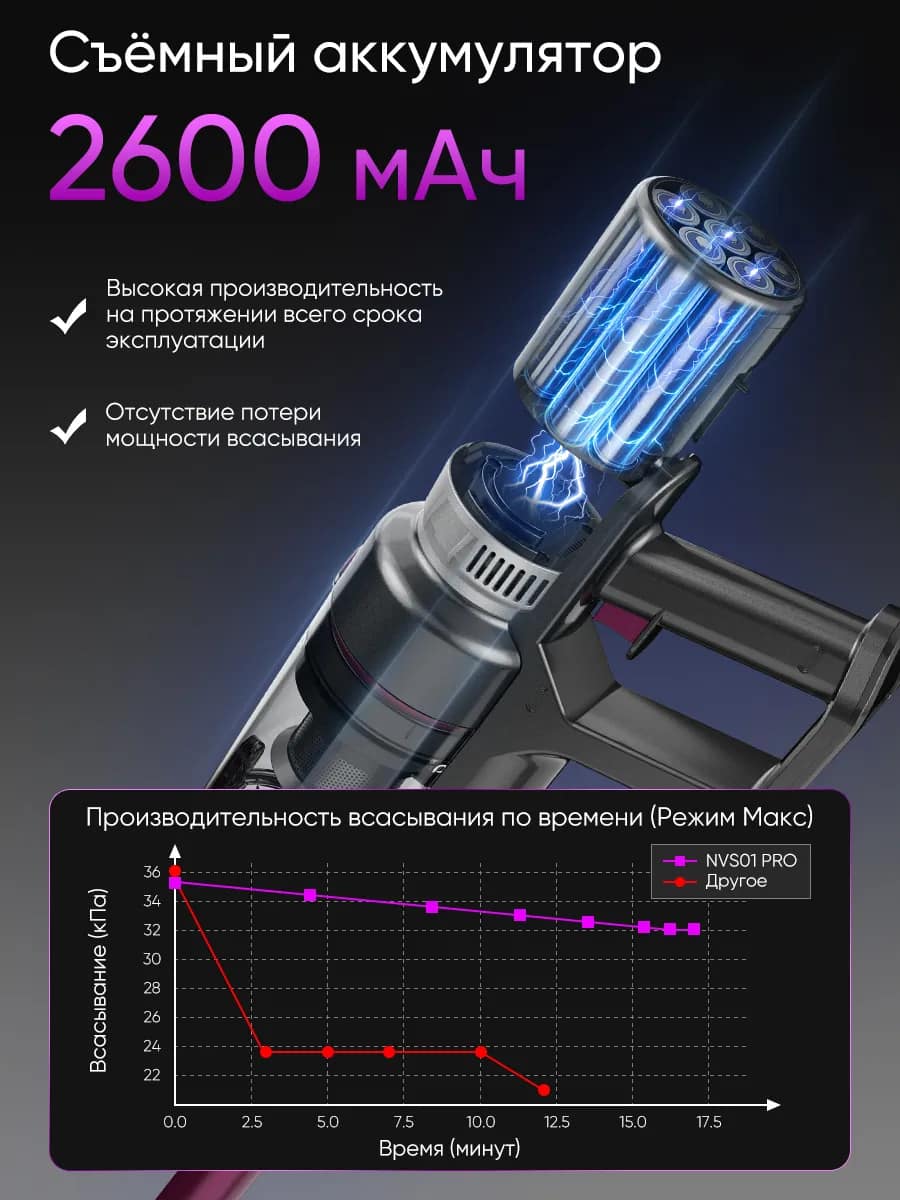 Съёмный аккумулятор
2600 мАч
Высокая производительность
на протяжении всего срока
эксплуатации
Отсутствие потери
мощности всасывания
Производительность всасывания по времени (Режим Макс)
NVS01 PRO
Другое
Всасывание (кПа)
36
34
32
30
28
26
24
22
0.0 2.5 5.0 7.5 10.0 12.5 15.0 17.5
Время (минут)